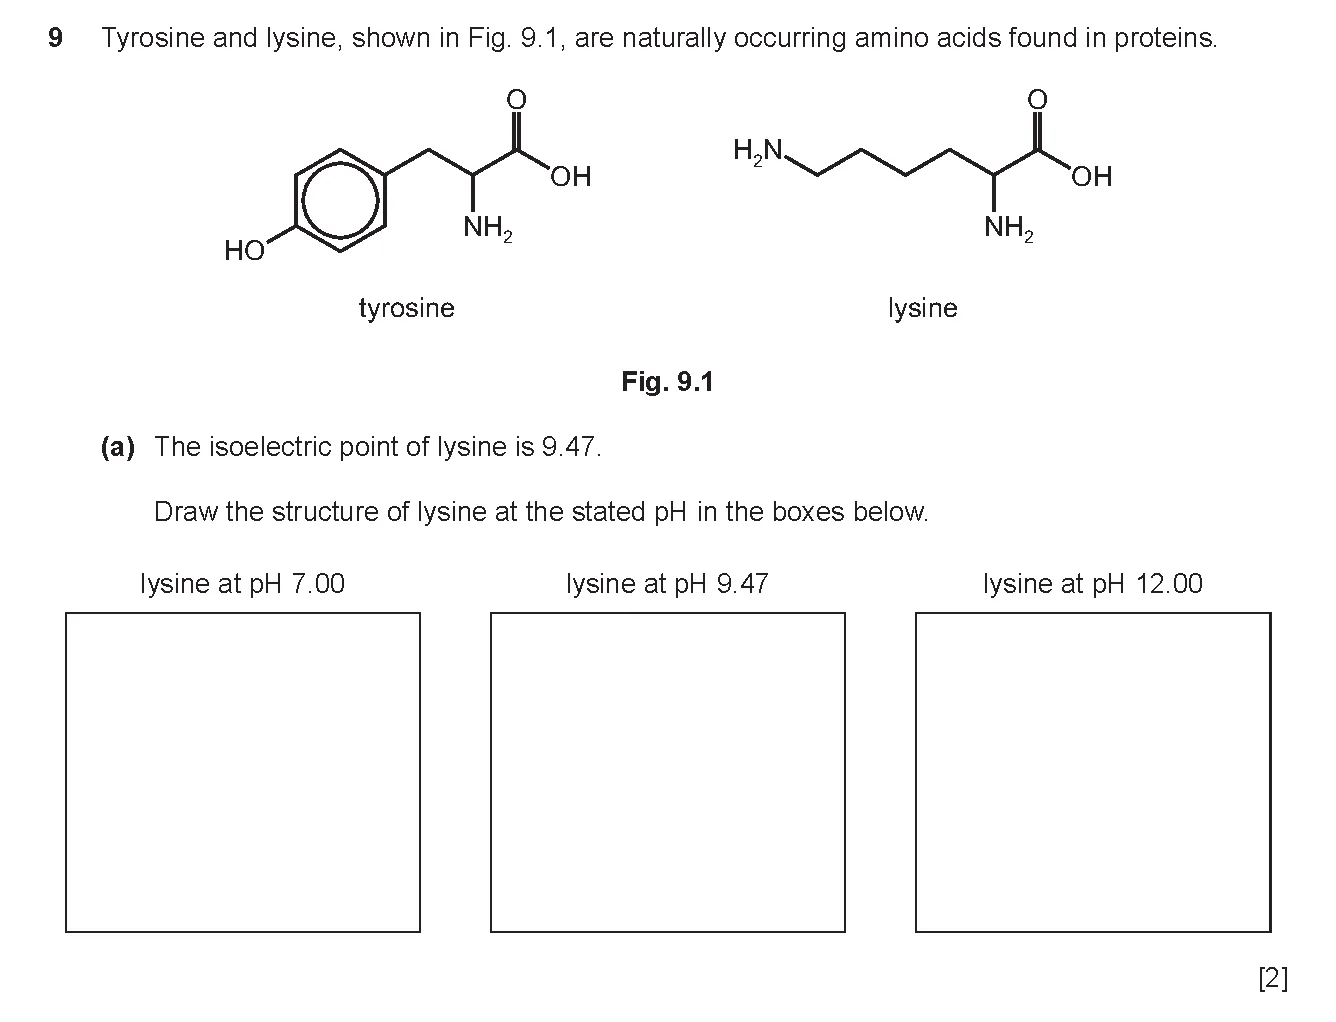 9 Tyrosine and lysine, shown in Fig. 9.1, are naturally occurring amino acids found in proteins.
O
OH
NH2
HO
tyrosine
O
H2N
OH
NH2
lysine
Fig. 9.1
(a) The isoelectric point of lysine is 9.47.
Draw the structure of lysine at the stated pH in the boxes below.
lysine at pH 7.00
lysine at pH 9.47
lysine at pH 12.00
[2]